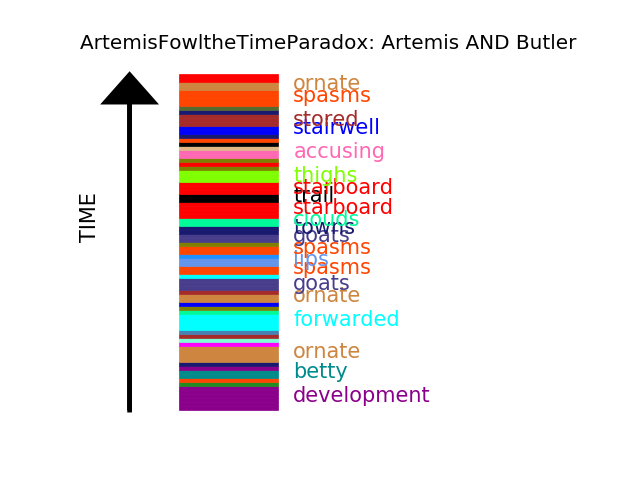 ArtemisFowltheTimeParadox: Artemis AND Butler
TIME
ornate
spasms
stored
stairwell
accusing
thighs
starboard
trail
starboard
clouds
towns
goats
spasms
lips
spasms
goats
ornate
forwarded
ornate
betty
development